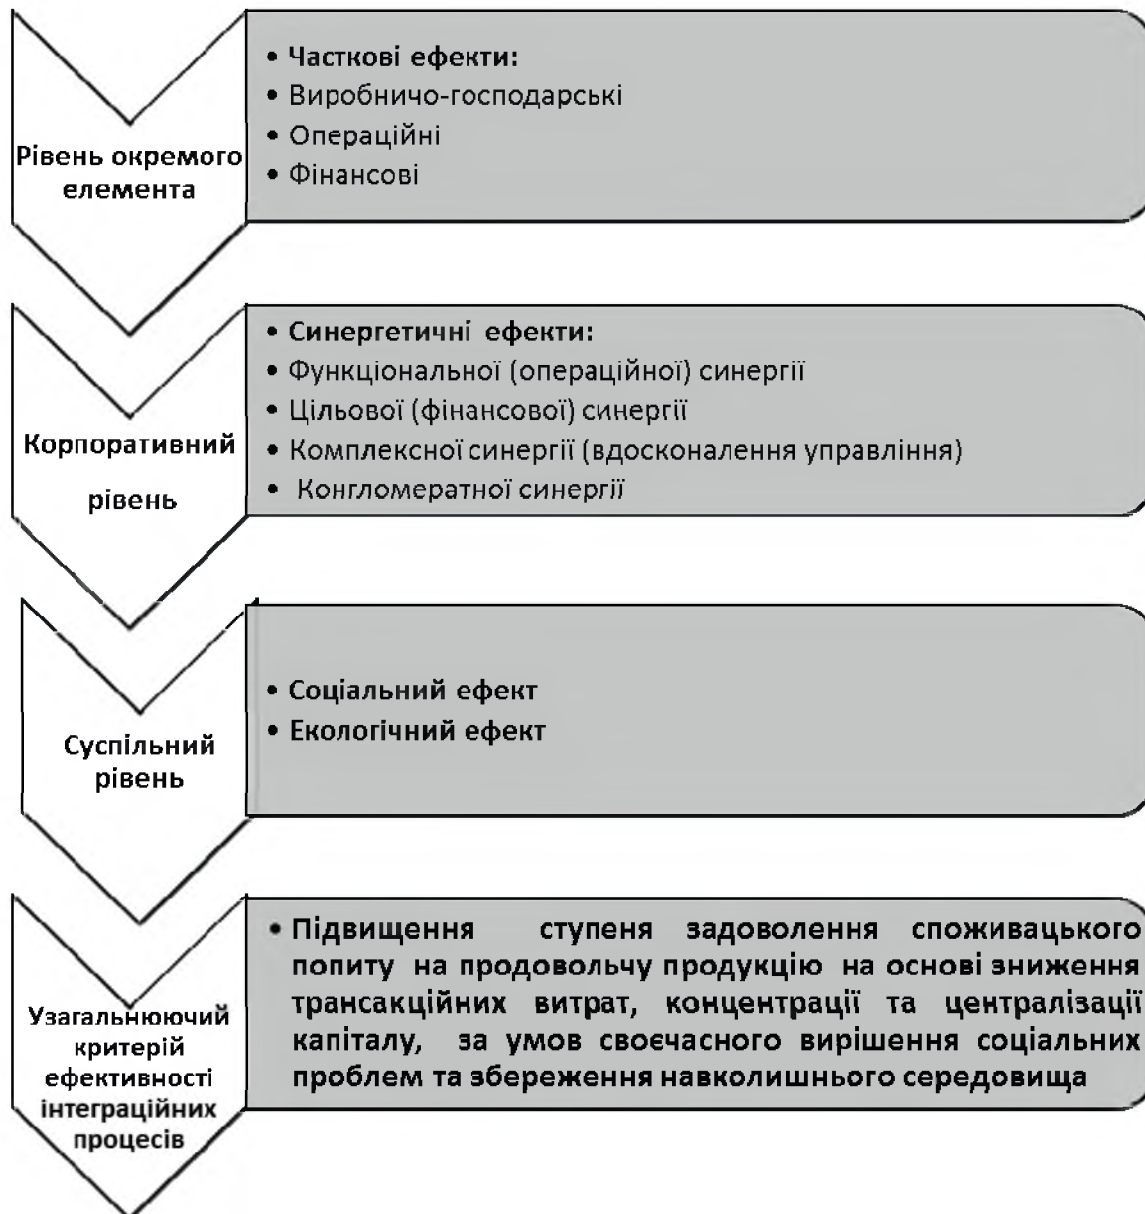 Рівень окремого
елемента
• Часткові ефекти:
• Виробничо-господарські
• Операційні
• Фінансові
Корпоративний
рівень
• Синергетичні ефекти:
• Функціональної (операційної) синергії
• Цільової (фінансової) синергії
• Комплексної синергії (вдосконалення управління)
• Конгломератної синергії
Суспільний
рівень
• Соціальний ефект
• Екологічний ефект
Узагальнюючий
критерій
ефективності
інтеграційних
процесів
• Підвищення ступеня задоволення споживацького
попиту на продовольчу продукцію на основі зниження
трансакційних витрат, концентрації та централізації
капіталу, за умов своєчасного вирішення соціальних
проблем та збереження навколишнього середовища